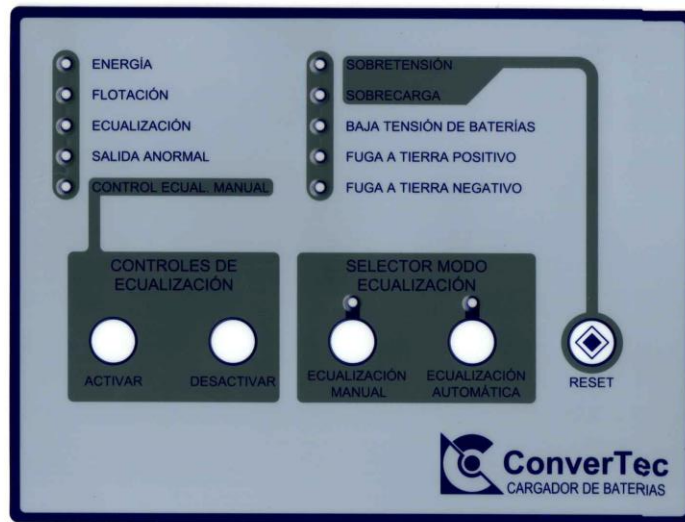 ENERGÍA
FLOTACIÓN
ECUALIZACIÓN
SALIDA ANORMAL
CONTROL ECUAL. MANUAL
SOBRETENSIÓN
SOBRECARGA
BAJA TENSIÓN DE BATERÍAS
FUGA A TIERRA POSITIVO
FUGA A TIERRA NEGATIVO
CONTROLES DE
ECUALIZACIÓN
ACTIVAR
DESACTIVAR
SELECTOR MODO
ECUALIZACIÓN
ECUALIZACIÓN
MANUAL
ECUALIZACIÓN
AUTOMÁTICA
RESET
ConverTec
CARGADOR DE BATERIAS